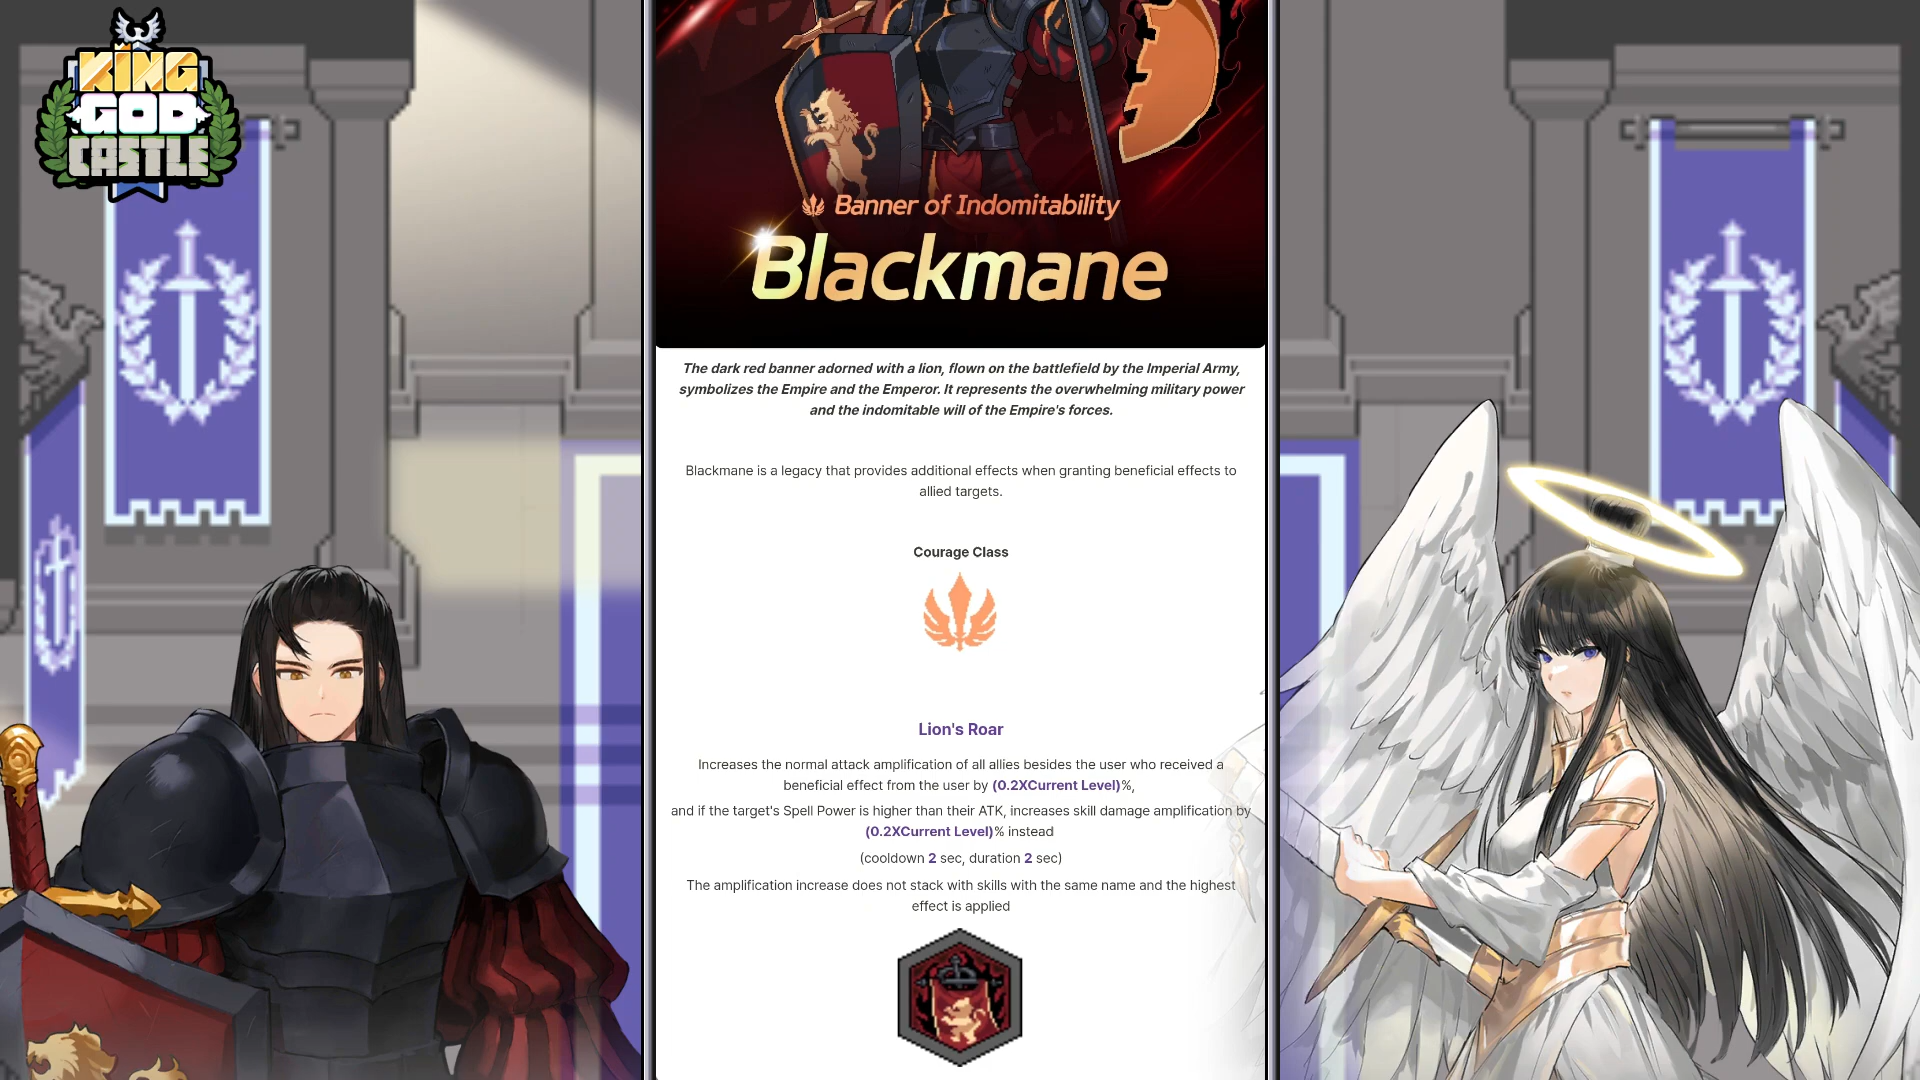 KING
GOD
CASTLE
Banner of Indomitability
Blackmane
The dark red banner adorned with a lion, flown on the battlefield by the Imperial Army,
symbolizes the Empire and the Emperor. It represents the overwhelming military power
and the indomitable will of the Empire's forces.
Blackmane is a legacy that provides additional effects when granting beneficial effects to
allied targets.
Courage Class
Lion's Roar
Increases the normal attack amplification of all allies besides the user who received a
beneficial effect from the user by (0.2XCurrent Level)%,
and if the target's Spell Power is higher than their ATK, increases skill damage amplification by
(0.2XCurrent Level)% instead
(cooldown 2 sec, duration 2 sec)
The amplification increase does not stack with skills with the same name and the highest
effect is applied